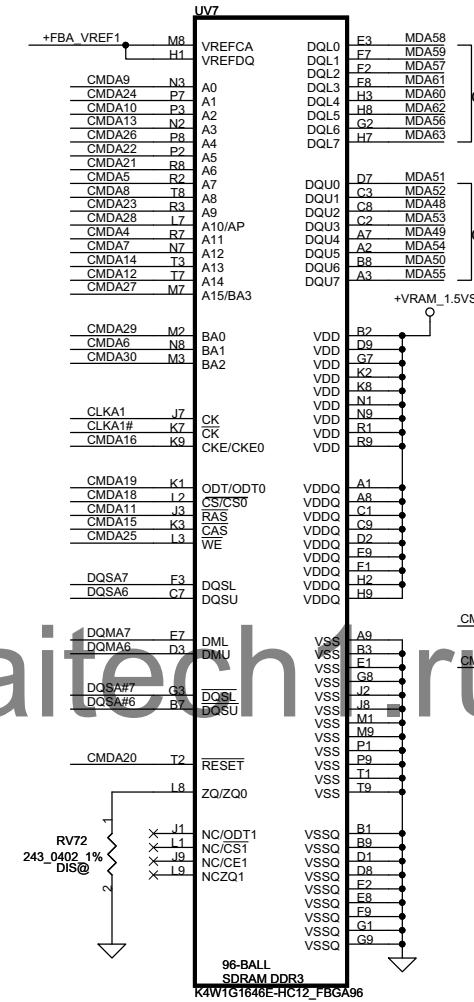 UV7
+FBA_VREF1 M8 VREFCA DQL0 E3 MDA58
H1 VREFDQ DQL1 F7 MDA59
DQL2 F2 MDA57
CMDA9 N3 A0 DQL3 F8 MDA61
CMDA24 P7 A1 DQL4 H3 MDA60
CMDA10 P3 A2 DQL5 H8 MDA62
CMDA13 N2 A3 DQL6 G2 MDA56
CMDA26 P8 A4 DQL7 H7 MDA63
CMDA22 P2 A5
CMDA21 R8 A6
CMDA5 R2 A7 DQU0 D7 MDA51
CMDA8 T8 A8 DQU1 C3 MDA52
CMDA23 R3 A9 DQU2 C8 MDA48
CMDA28 L7 A10/AP DQU3 C2 MDA53
CMDA4 R7 A11 DQU4 A7 MDA49
CMDA7 N7 A12 DQU5 A2 MDA54
CMDA14 T3 A13 DQU6 B8 MDA50
CMDA12 T7 A14 DQU7 A3 MDA55
CMDA27 M7 A15/BA3
+VRAM_1.5VS
CMDA29 M2 BA0 VDD B2
CMDA6 N8 BA1 VDD D9
CMDA30 M3 BA2 VDD G7
VDD K2
VDD K8
VDD N1
CLKA1 J7 CK VDD N9
CLKA1# K7 CK VDD R1
CMDA16 K9 CKE/CKE0 VDD R9
CMDA19 K1 ODT/ODT0 VDDQ A1
CMDA18 L2 CS/CS0 VDDQ A8
CMDA11 J3 RAS VDDQ C1
CMDA15 K3 CAS VDDQ C9
CMDA25 L3 WE VDDQ D2
VDDQ E9
VDDQ F1
DQSA7 F3 DQSL VDDQ H2
DQSA6 C7 DQSU VDDQ H9
DQMA7 E7 DML VSS A9
DQMA6 D3 DMU VSS B3
VSS E1
VSS G8
DQSA#7 G3 DQSL VSS J2
DQSA#6 B7 DQSU VSS J8
VSS M1
VSS M9
VSS P1
CMDA20 T2 RESET VSS P9
VSS T1
L8 ZQ/ZQ0 VSS T9
aitech1.ru
1
RV72
243_0402_1%
DIS@
2
J1 NC/ODT1 VSSQ B1
L1 NC/CS1 VSSQ B9
J9 NC/CE1 VSSQ D1
L9 NCZQ1 VSSQ D8
VSSQ E2
VSSQ E8
VSSQ F9
VSSQ G1
VSSQ G9
96-BALL
SDRAM DDR3
K4W1G1646E-HC12_FBGA96